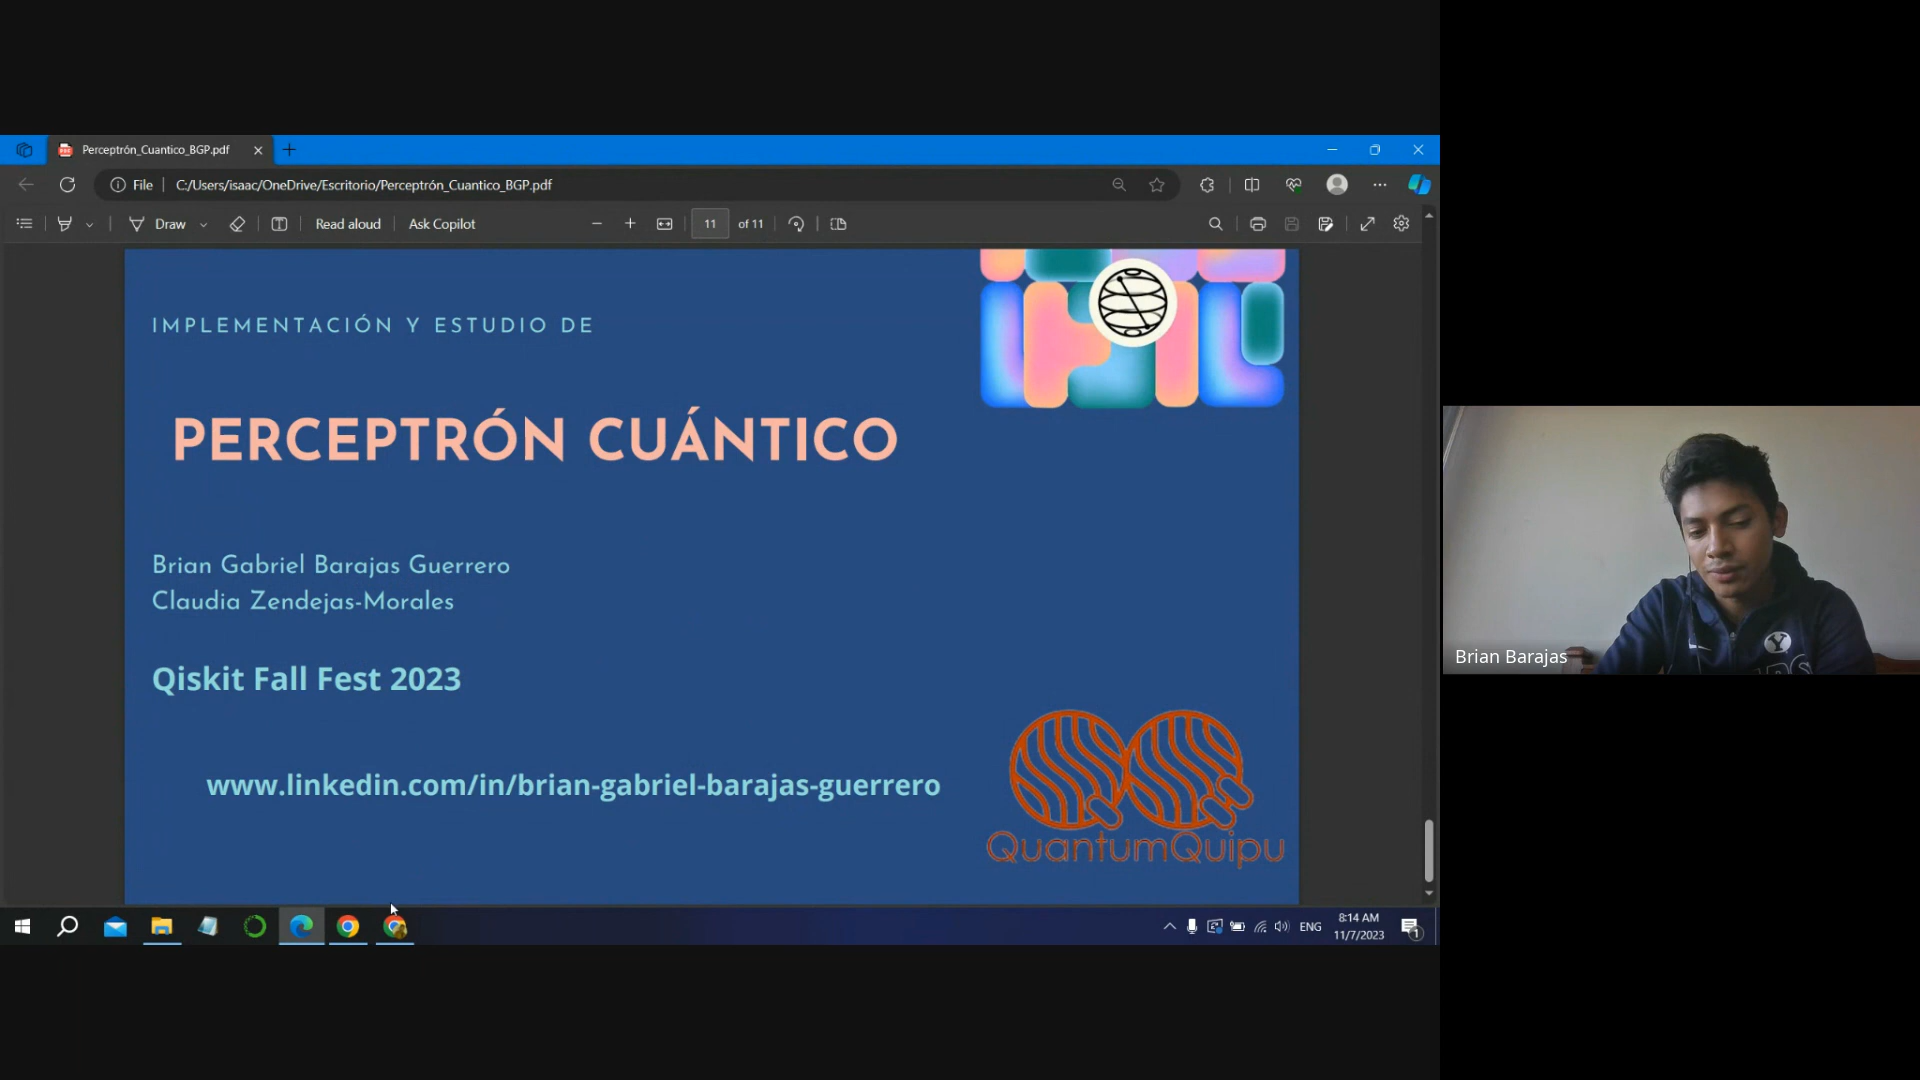 Perceptrón_Cuantico_BGP.pdf
File
C:/Users/isaac/OneDrive/Escritorio/Perceptrón_Cuantico_BGP.pdf
Draw
Read aloud
Ask Copilot
11
of 11
IMPLEMENTACIÓN Y ESTUDIO DE
PERCEPTRÓN CUÁNTICO
Brian Gabriel Barajas Guerrero
Claudia Zendejas-Morales
Qiskit Fall Fest 2023
www.linkedin.com/in/brian-gabriel-barajas-guerrero
QuantumQuipu
Brian Barajas
Y
ENG
8:14 AM
11/7/2023
1